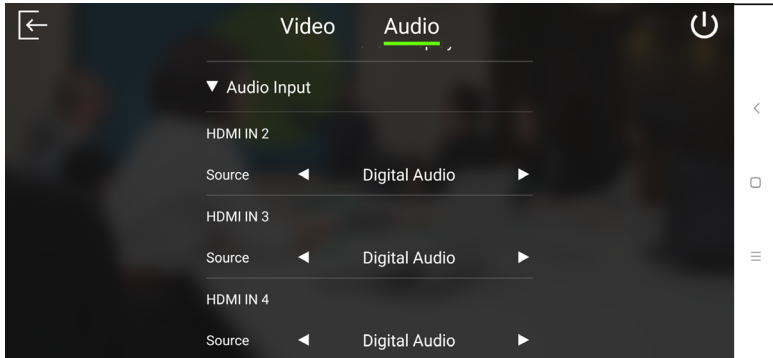 Video Audio
▼ Audio Input
HDMI IN 2
Source ◀ Digital Audio ▶
HDMI IN 3
Source ◀ Digital Audio ▶
HDMI IN 4
Source ◀ Digital Audio ▶